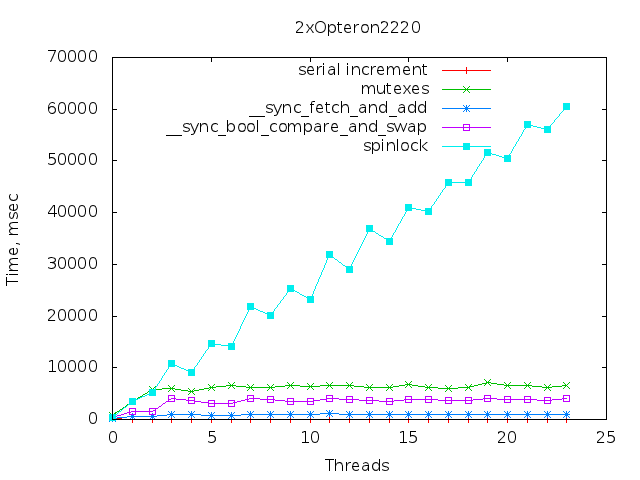 2xOpteron2220
70000
60000
50000
40000
30000
20000
10000
0
Time, msec
serial increment
mutexes
__sync_fetch_and_add
__sync_bool_compare_and_swap
spinlock
0 5 10 15 20 25
Threads